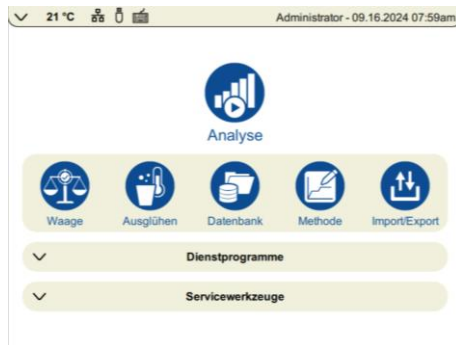 21 °C Administrator - 09.16.2024 07:59am
Analyse
Waage Ausglühen Datenbank Methode Import/Export
Dienstprogramme
Servicewerkzeuge